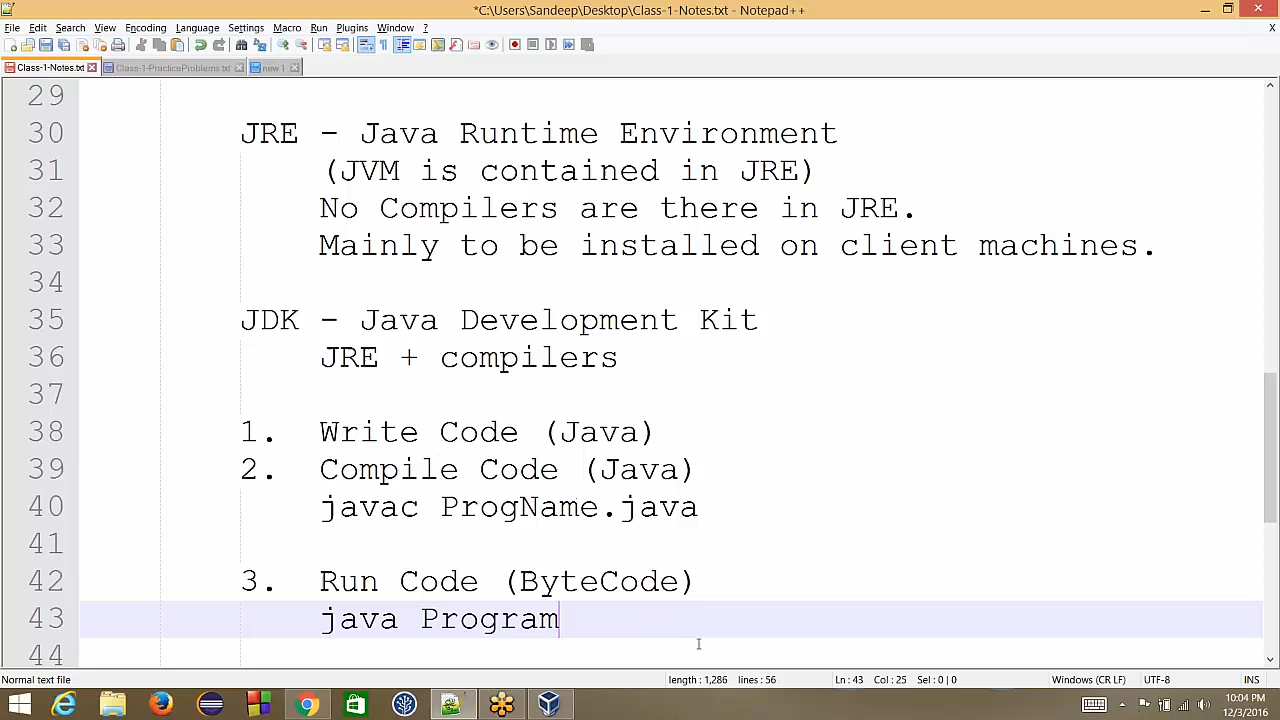 *C:\Users\Sandeep\Desktop\Class-1-Notes.txt - Notepad++
File Edit Search View Encoding Language Settings Macro Run Plugins Window ?
X
Class-1-Notes.txt Class-1-PracticeProblems.txt new 1
29
30 JRE - Java Runtime Environment
31 (JVM is contained in JRE)
32 No Compilers are there in JRE.
33 Mainly to be installed on client machines.
34
35 JDK - Java Development Kit
36 JRE + compilers
37
38 1. Write Code (Java)
39 2. Compile Code (Java)
40 javac ProgName.java
41
42 3. Run Code (ByteCode)
43 java Program
44
Normal text file length : 1,286 lines : 56 Ln : 43 Col : 25 Sel : 0 | 0 Windows (CR LF) UTF-8 INS
10:04 PM
12/3/2016